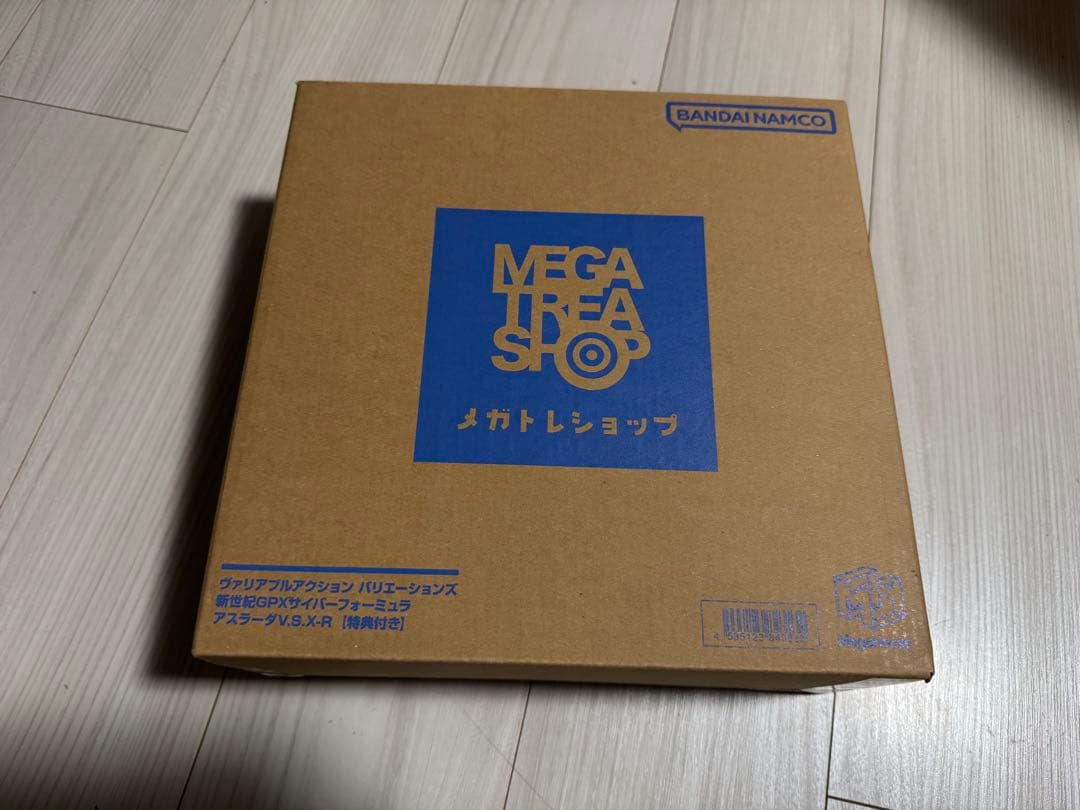 BANDAI NAMCO
MEGA
TREA
SHOP
メガトレショップ
ヴァリアブルアクション バリエーションズ
新世紀GPXサイバーフォーミュラ
アスラーダV.S.X-R【特典付き】
MegaHouse